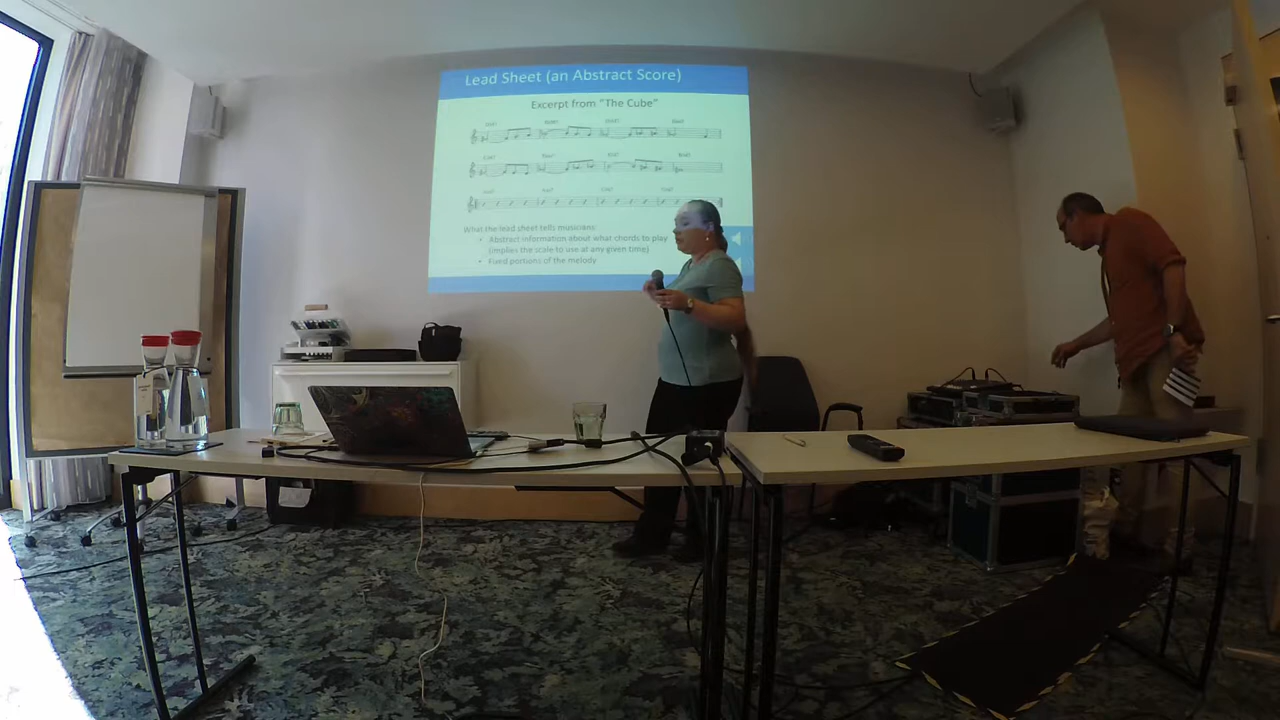 Lead Sheet (an Abstract Score)
Excerpt from "The Cube"
What the lead sheet tells musicians:
• Abstract information about what chords to play
(implies the scale to use at any given time)
• Fixed portions of the melody